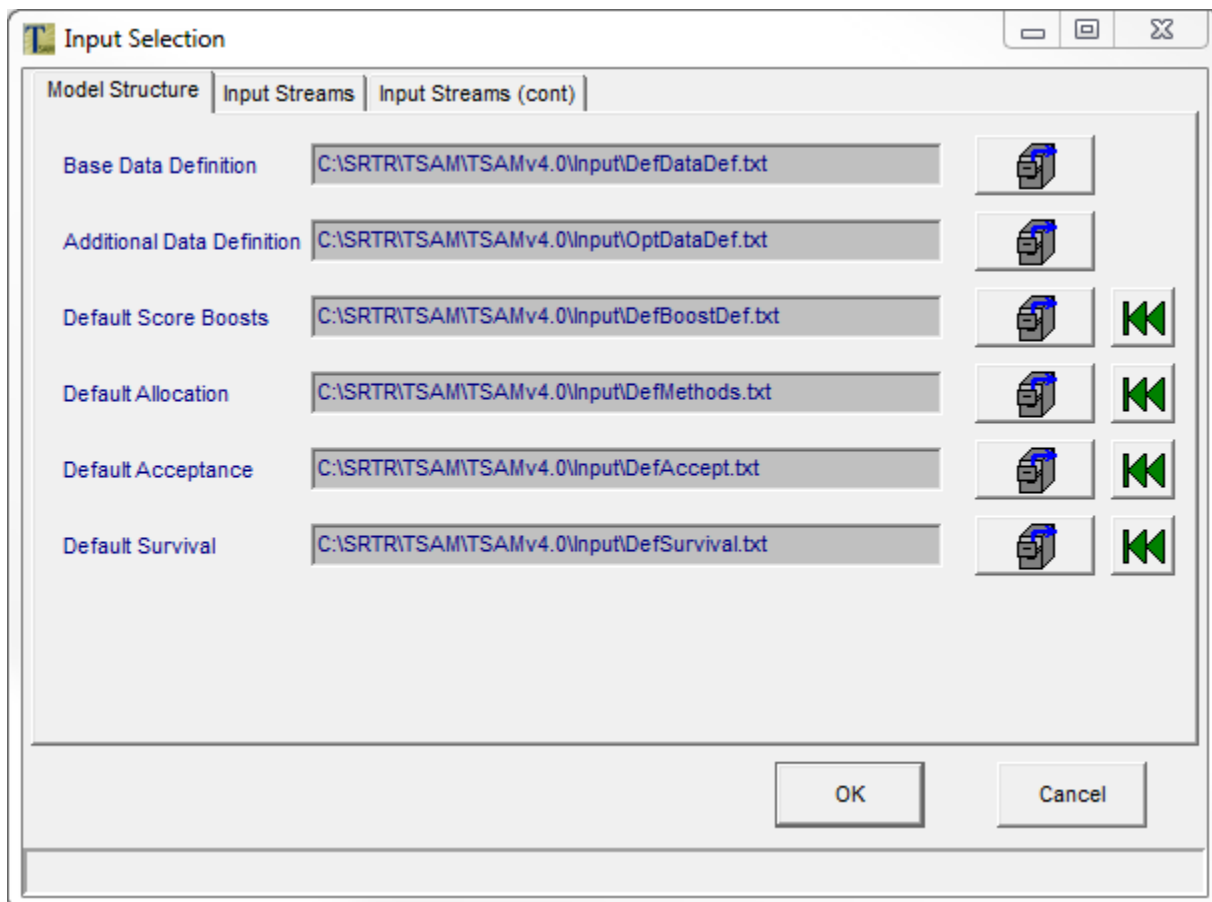 Input Selection
Model Structure Input Streams Input Streams (cont)
Base Data Definition C:\SRTR\TSAM\TSAMv4.0\Input\DefDataDef.txt
Additional Data Definition C:\SRTR\TSAM\TSAMv4.0\Input\OptDataDef.txt
Default Score Boosts C:\SRTR\TSAM\TSAMv4.0\Input\DefBoostDef.txt
Default Allocation C:\SRTR\TSAM\TSAMv4.0\Input\DefMethods.txt
Default Acceptance C:\SRTR\TSAM\TSAMv4.0\Input\DefAccept.txt
Default Survival C:\SRTR\TSAM\TSAMv4.0\Input\DefSurvival.txt
OK Cancel